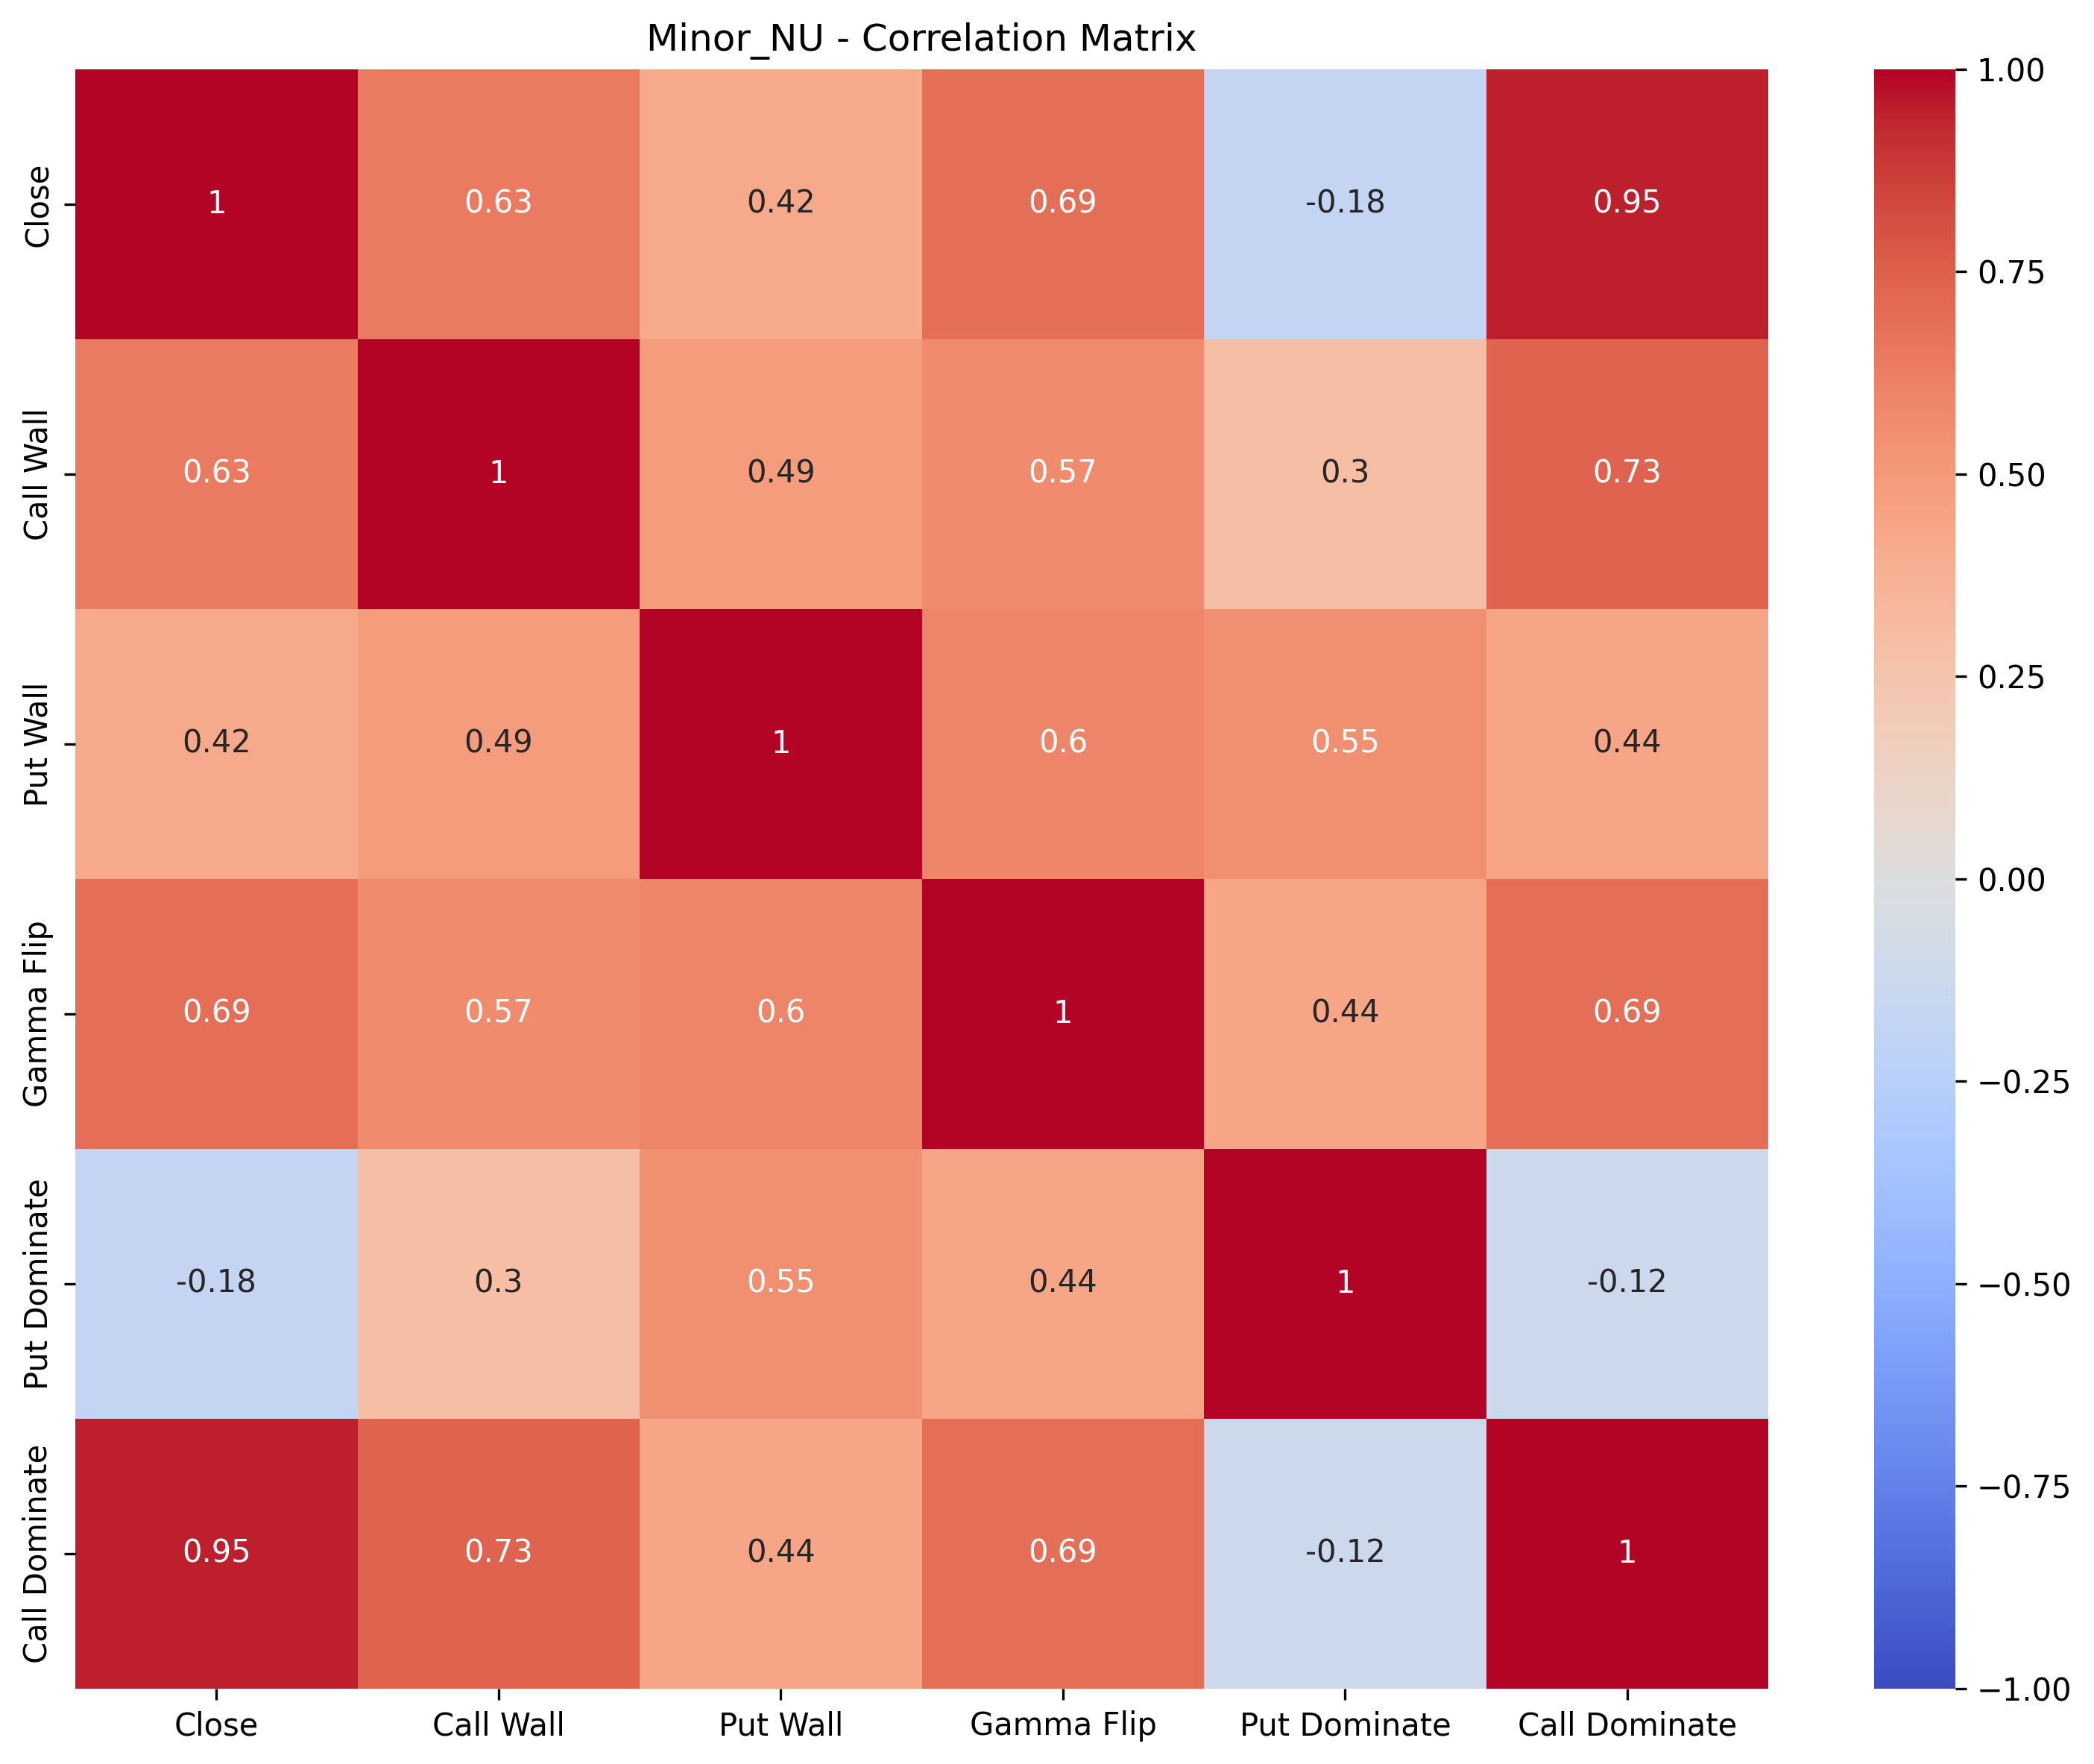 Minor_NU - Correlation Matrix
Close 1 0.63 0.42 0.69 -0.18 0.95
Call Wall 0.63 1 0.49 0.57 0.3 0.73
Put Wall 0.42 0.49 1 0.6 0.55 0.44
Gamma Flip 0.69 0.57 0.6 1 0.44 0.69
Put Dominate -0.18 0.3 0.55 0.44 1 -0.12
Call Dominate 0.95 0.73 0.44 0.69 -0.12 1
Close Call Wall Put Wall Gamma Flip Put Dominate Call Dominate
1.00
0.75
0.50
0.25
0.00
−0.25
−0.50
−0.75
−1.00